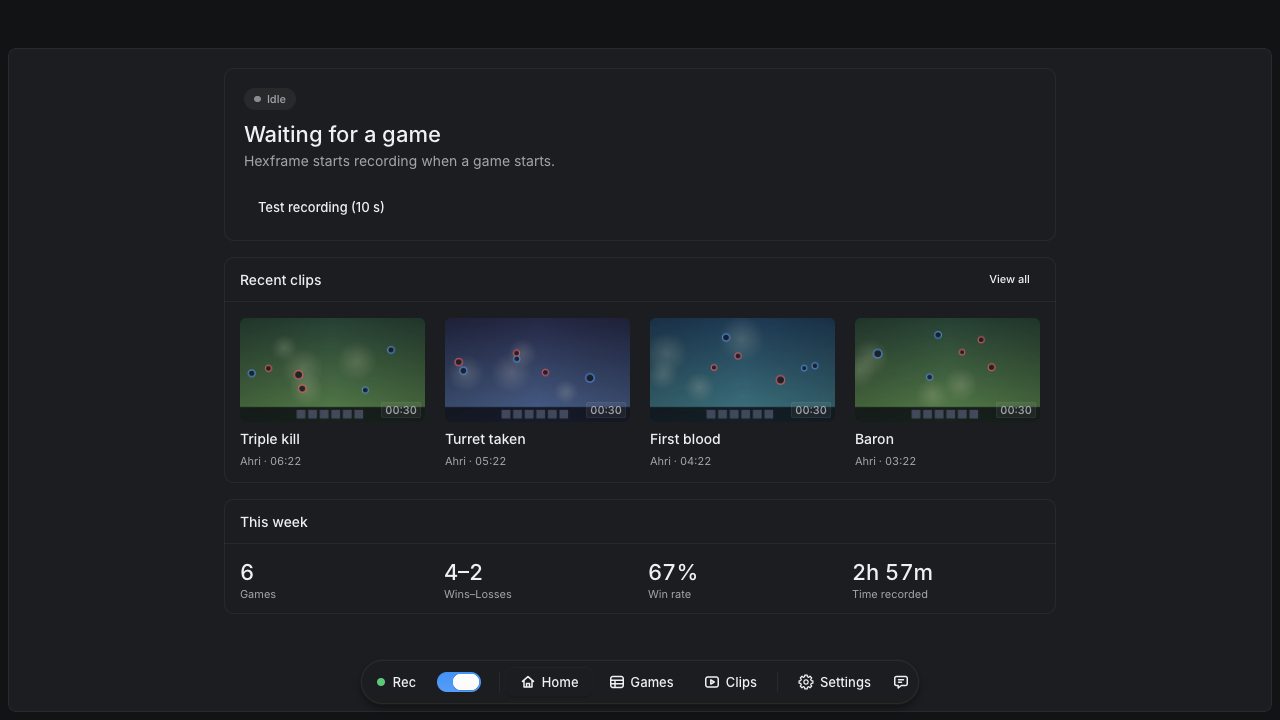 Idle
Waiting for a game
Hexframe starts recording when a game starts.
Test recording (10 s)
Recent clips
View all
00:30
00:30
00:30
00:30
Triple kill
Turret taken
First blood
Baron
Ahri · 06:22
Ahri · 05:22
Ahri · 04:22
Ahri · 03:22
This week
6
4–2
67%
2h 57m
Games
Wins–Losses
Win rate
Time recorded
Rec
Home
Games
Clips
Settings